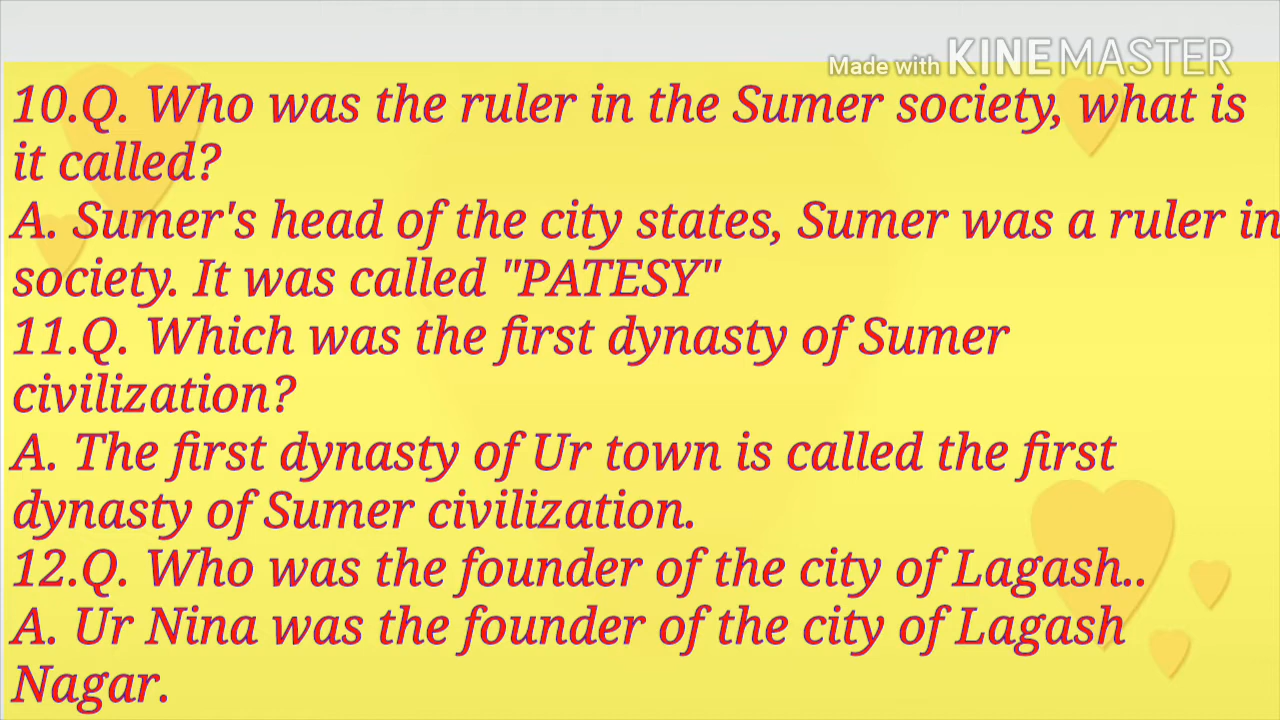 Made with KINEMASTER
10.Q. Who was the ruler in the Sumer society, what is
it called?
A. Sumer's head of the city states, Sumer was a ruler in
society. It was called "PATESY"
11.Q. Which was the first dynasty of Sumer
civilization?
A. The first dynasty of Ur town is called the first
dynasty of Sumer civilization.
12.Q. Who was the founder of the city of Lagash..
A. Ur Nina was the founder of the city of Lagash
Nagar.